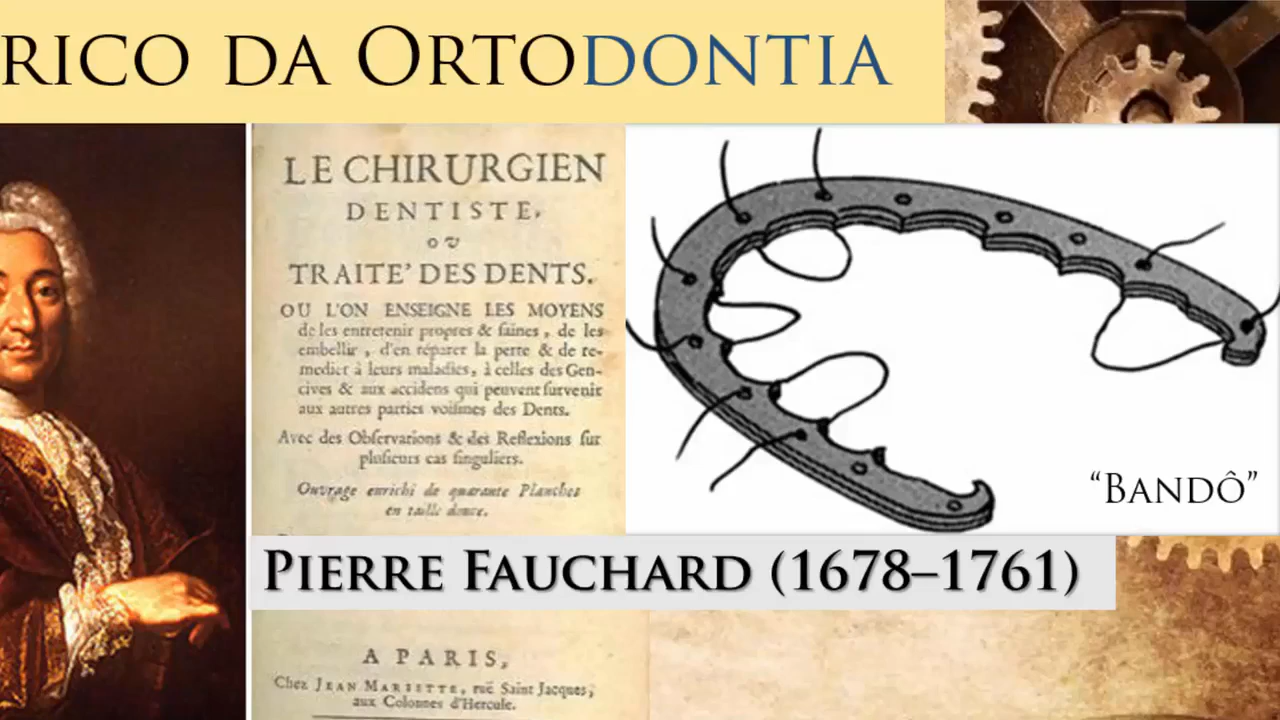 RICO DA ORTODONTIA
LE CHIRURGIEN
DENTISTE,
OU
TRAITE' DES DENTS.
OU L'ON ENSEIGNE LES MOYENS
de les entretenir propres & saines, de les
embellir, d'en réparer la perte & de re-
medier à leurs maladies, à celles des Gen-
cives & aux accidens qui peuvent survenir
aux autres parties voisines des Dents.
Avec des Observations & des Reflexions sur
plusieurs cas singuliers.
Ouvrage enrichi de quarante Planches
en taille douce.
"BANDÔ"
PIERRE FAUCHARD (1678–1761)
A PARIS,
Chez JEAN MARIETTE, ruë Saint Jacques,
aux Colonnes d'Hercule.